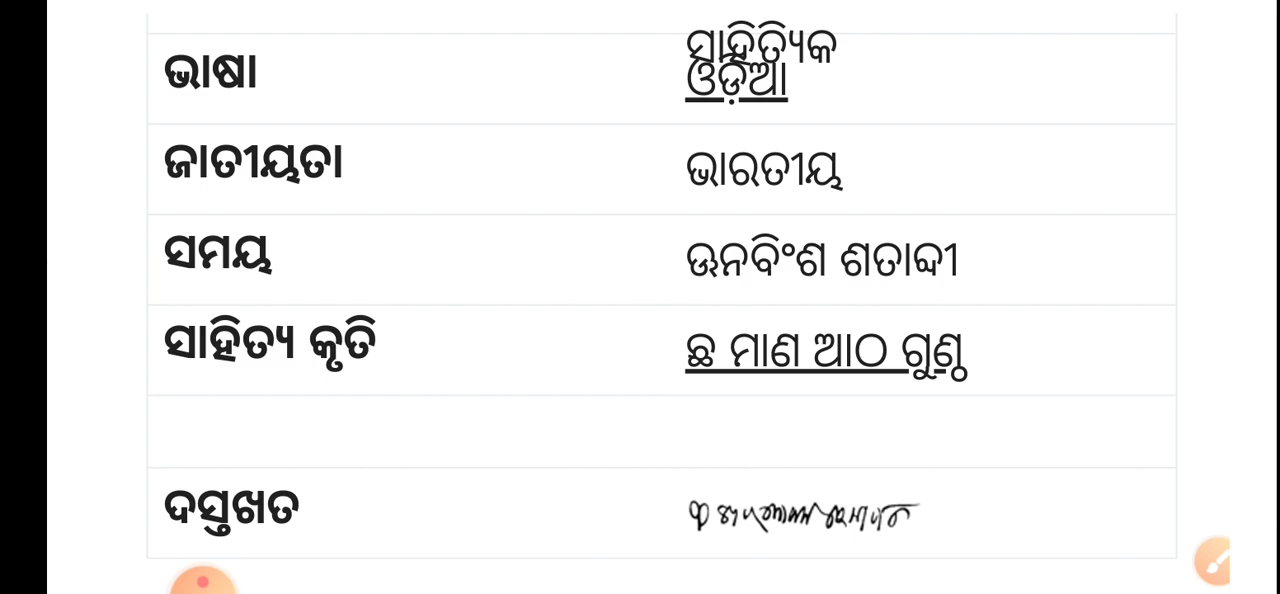 ସାହିତ୍ୟିକ
ଭାଷା ଓଡ଼ିଆ
ଜାତୀୟତା ଭାରତୀୟ
ସମୟ ଊନବିଂଶ ଶତାବ୍ଦୀ
ସାହିତ୍ୟ କୃତି ଛ ମାଣ ଆଠ ଗୁଣ୍ଠ
ଦସ୍ତଖତ